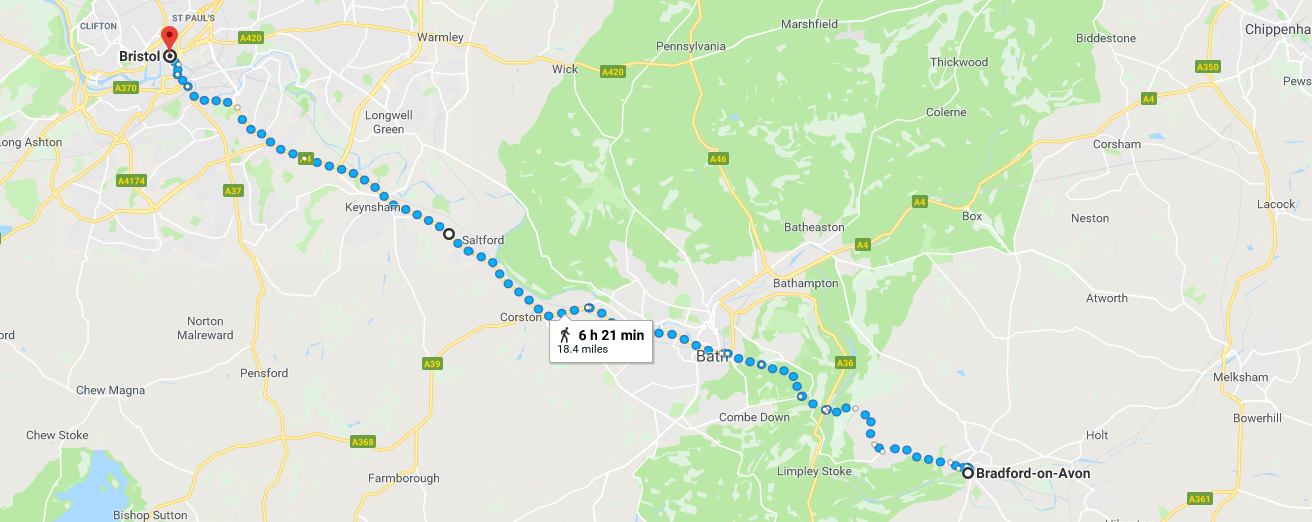 ST PAUL'S
CLIFTON
Marshfield
A420
Warmley
Biddestone
Chippenha
Pennsylvania
Bristol
Wick
A420
Thickwood
A350
Pews
A370
A4
Longwell
Green
Colerne
ong Ashton
Corsham
A4
A46
A4174
A37
Keynsham
A4
Box
Lacock
Neston
Saltford
Batheaston
A4
Bathampton
Atworth
Corston
Norton
Malreward
ord
6 h 21 min
18.4 miles
Bath
A39
A36
Pensford
Melksham
Chew Magna
Combe Down
Bowerhill
Chew Stoke
A368
Holt
Limpley Stoke
Bradford-on-Avon
Farmborough
A361
Bishop Sutton